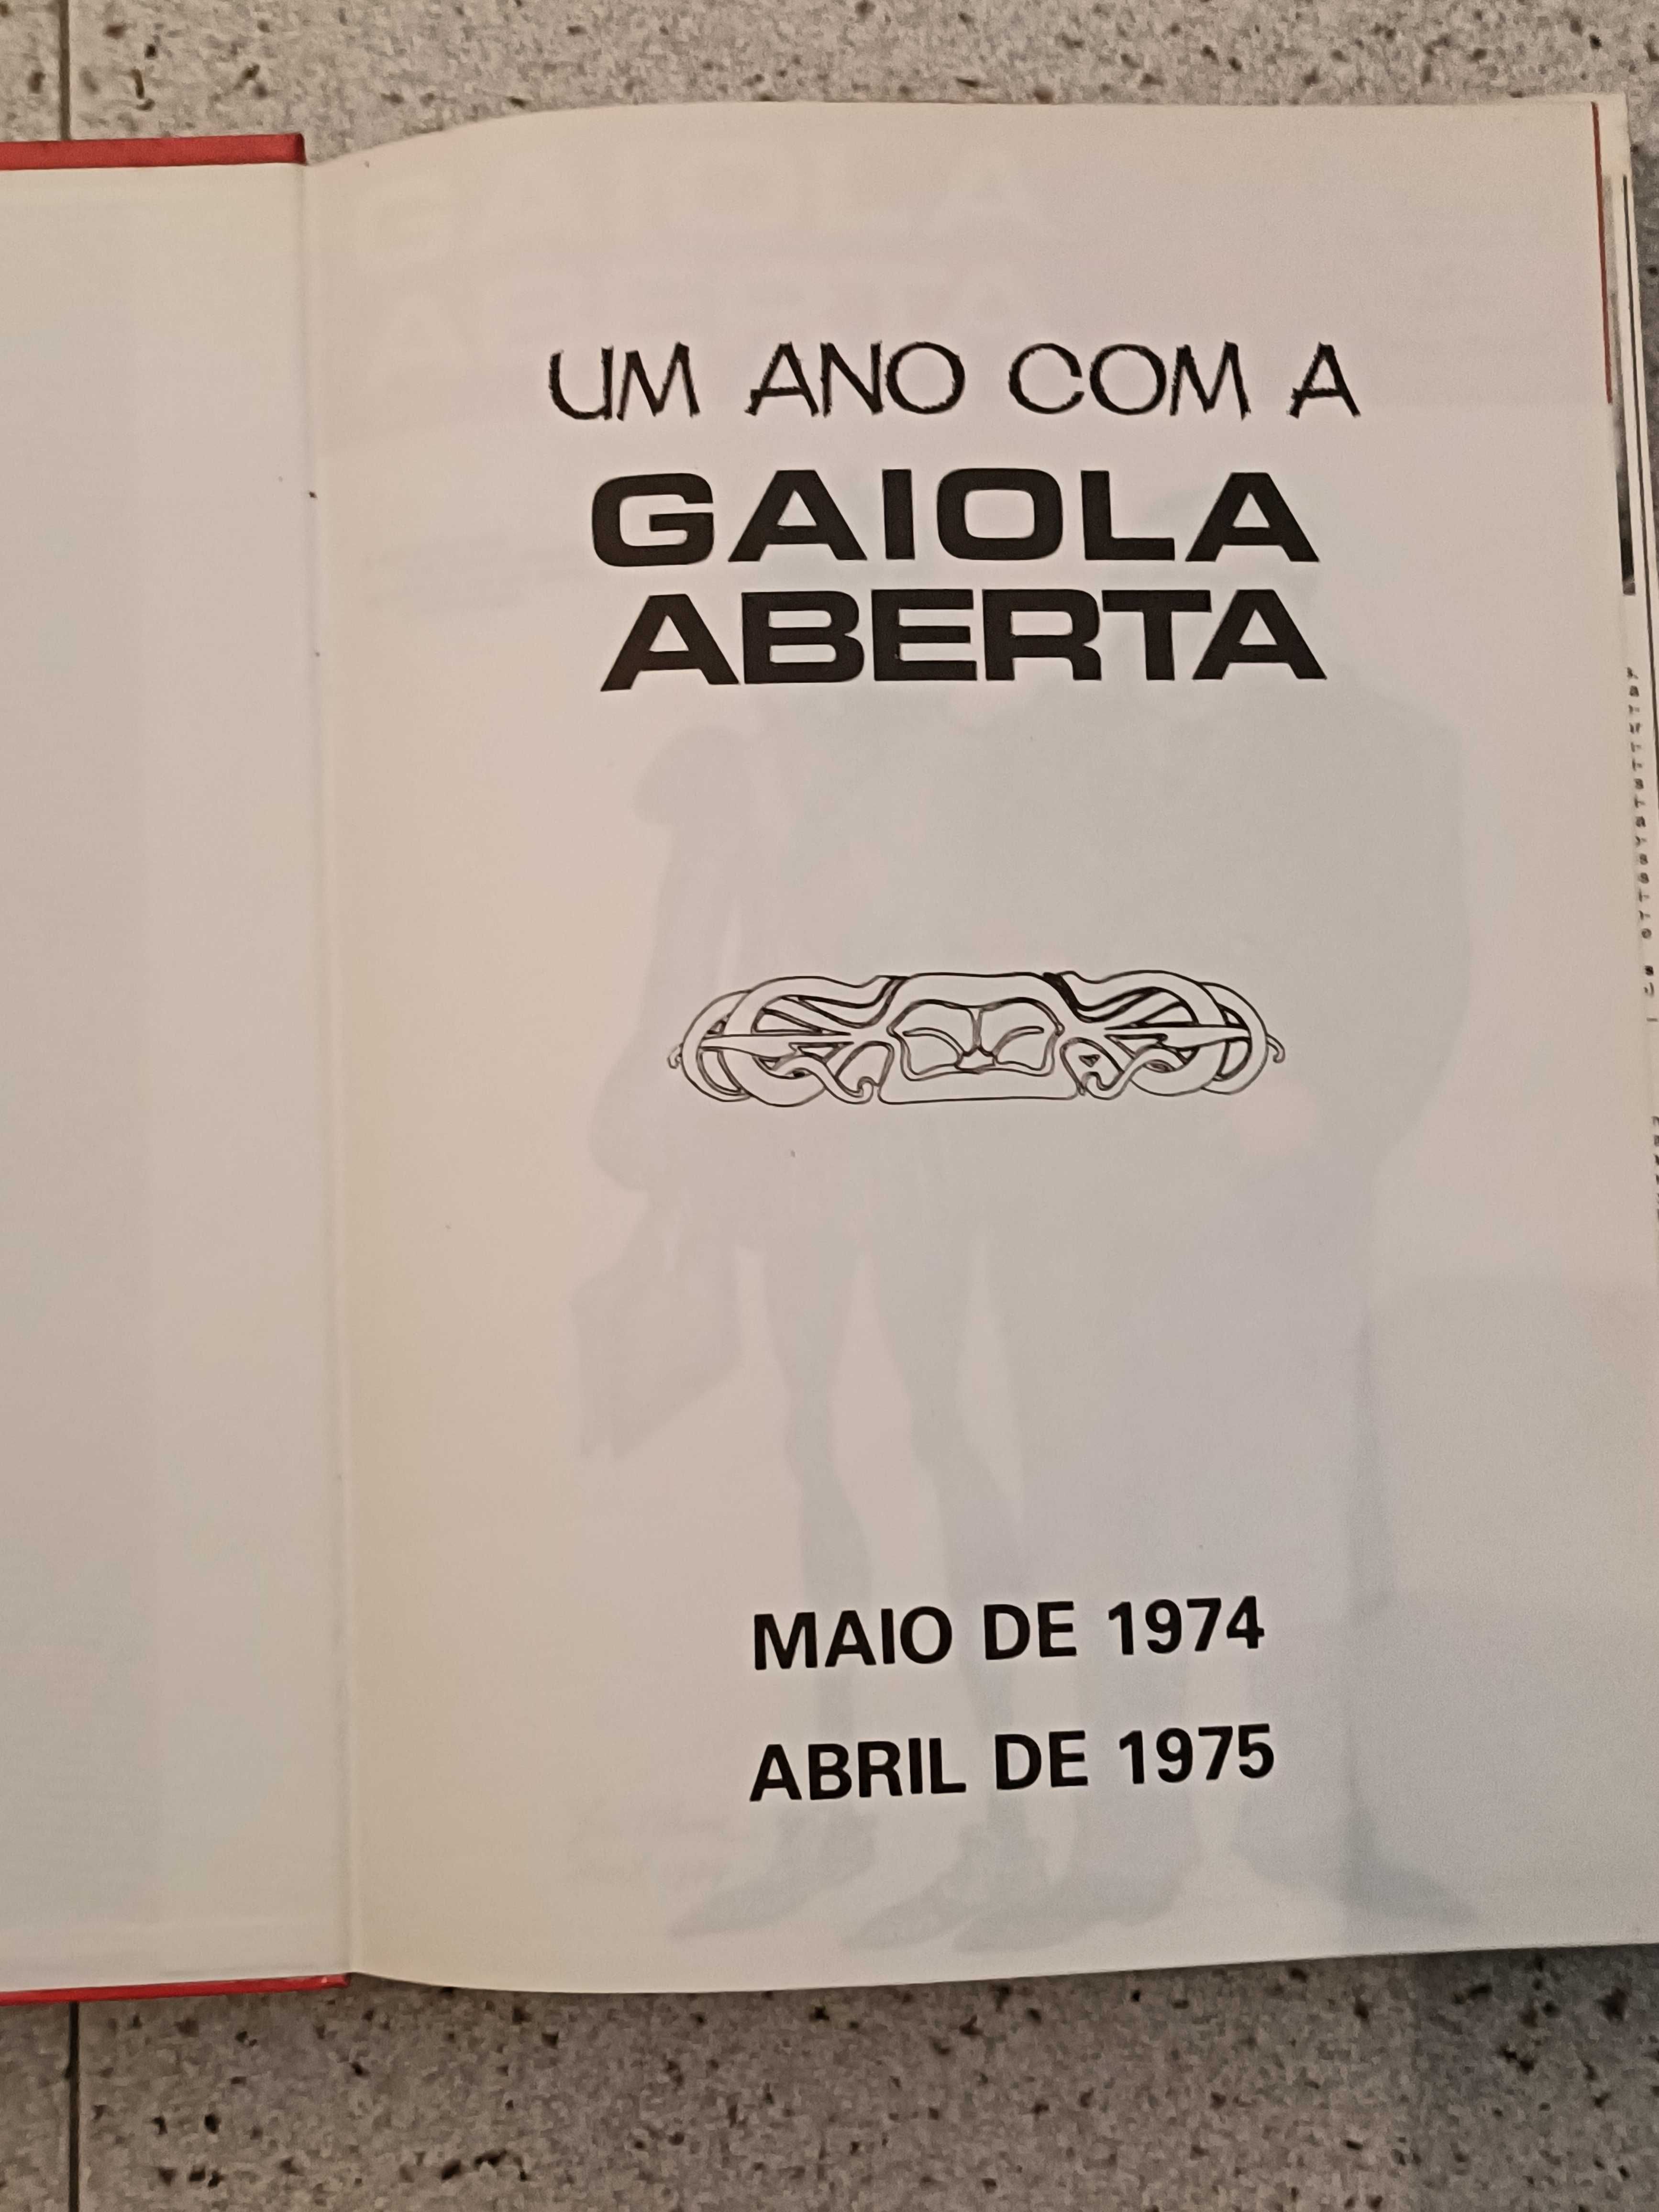 UM ANO COM A
GAIOLA
ABERTA
MAIO DE 1974
ABRIL DE 1975